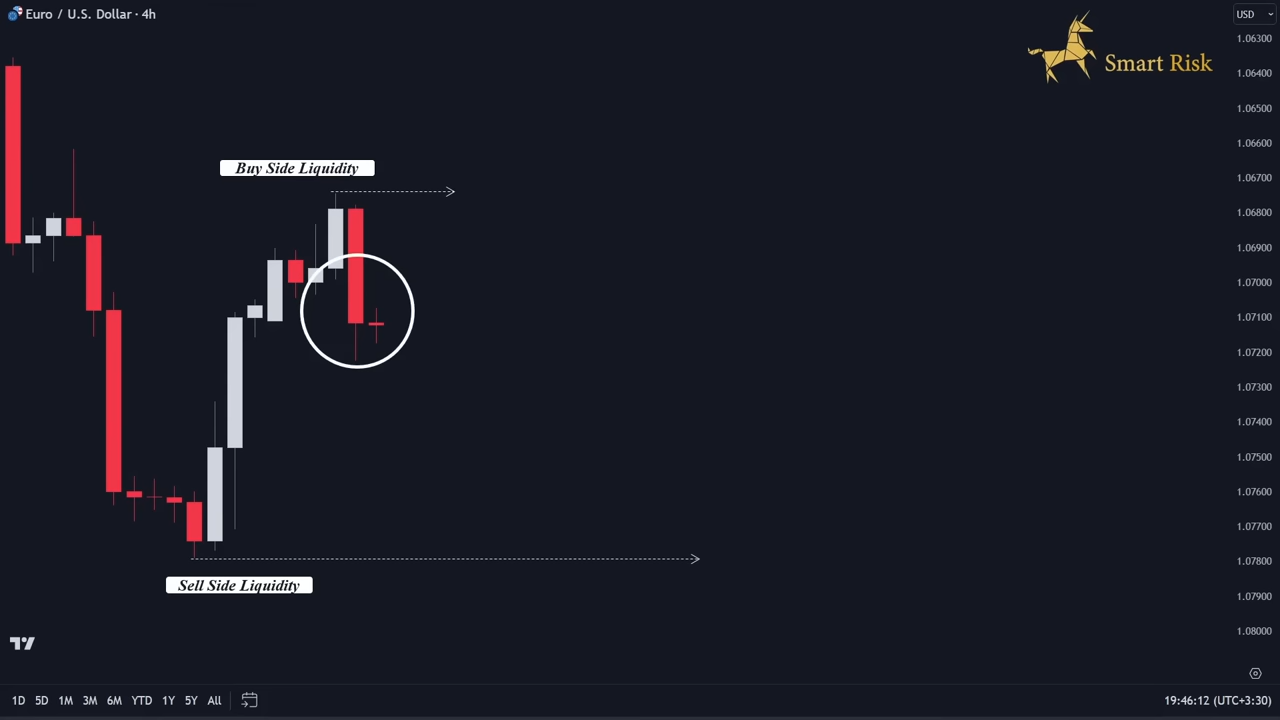 Euro / U.S. Dollar · 4h
USD
Smart Risk
1.06300
1.06400
1.06500
1.06600
1.06700
1.06800
1.06900
1.07000
1.07100
1.07200
1.07300
1.07400
1.07500
1.07600
1.07700
1.07800
1.07900
1.08000
Buy Side Liquidity
Sell Side Liquidity
1D 5D 1M 3M 6M YTD 1Y 5Y All
19:46:12 (UTC+3:30)